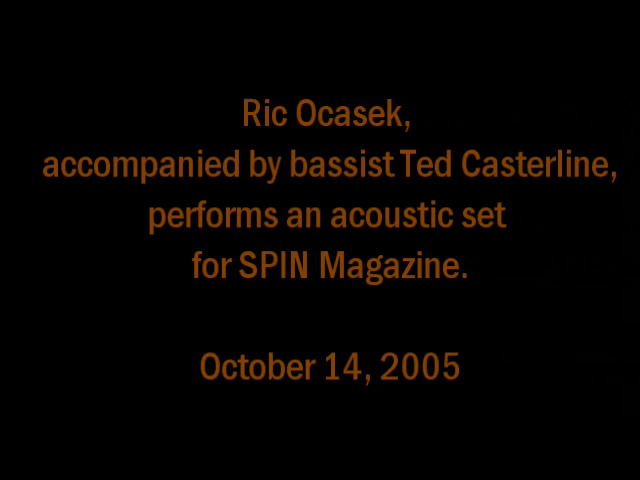 Ric Ocasek,
accompanied by bassist Ted Casterline,
performs an acoustic set
for SPIN Magazine.
October 14, 2005